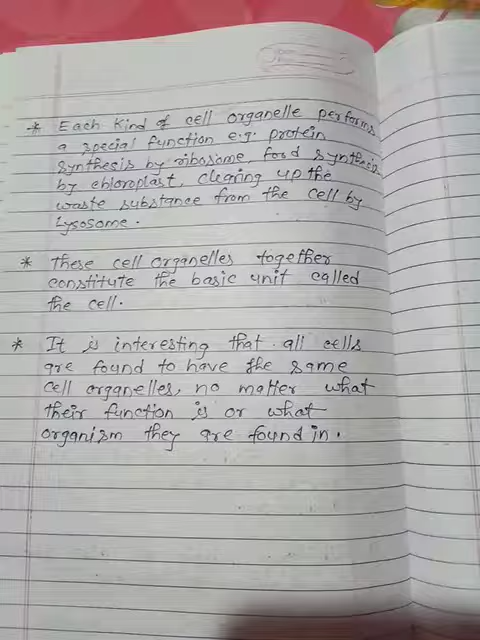 * Each kind of cell organelle performs
a special function e.g. protein
synthesis by ribosome, food synthesis
by chloroplast, clearing up the
waste substance from the cell by
Lysosome.
* These cell organelles together
constitute the basic unit called
the cell.
* It is interesting that all cells
are found to have the same
cell organelles, no matter what
their function is or what
organism they are found in.